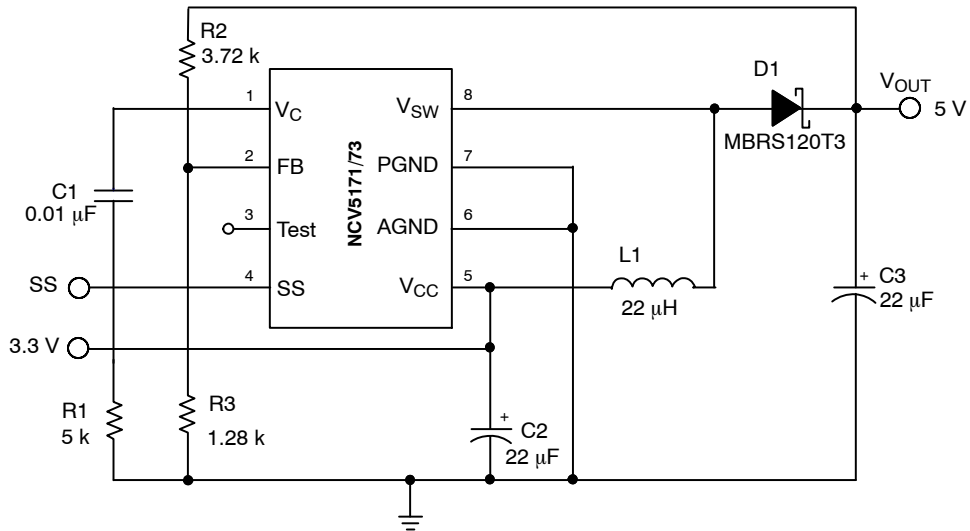 R2
3.72 k
D1
V_OUT
5 V
MBRS120T3
1
V_C
V_SW
8
2
FB
PGND
7
NCV5171/73
C1
0.01 μF
3
Test
AGND
6
SS
4
SS
V_CC
5
L1
22 μH
+
C3
22 μF
3.3 V
R1
5 k
R3
1.28 k
+
C2
22 μF